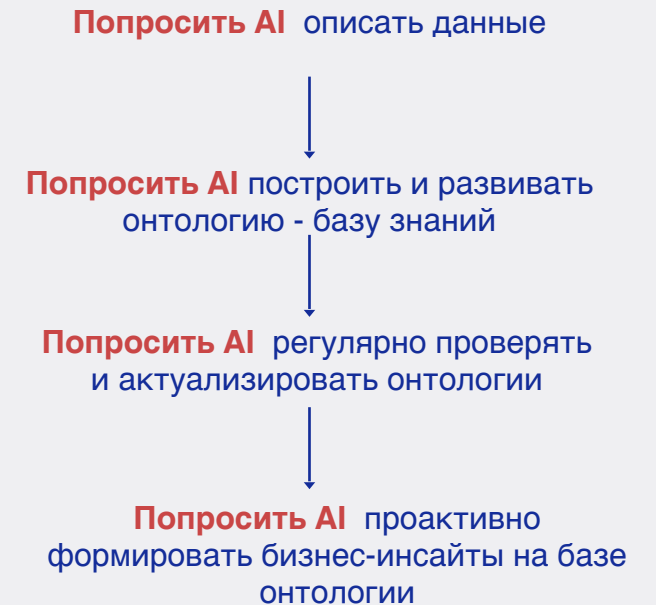 Попросить AI описать данные
Попросить AI построить и развивать
онтологию - базу знаний
Попросить AI регулярно проверять
и актуализировать онтологии
Попросить AI проактивно
формировать бизнес-инсайты на базе
онтологии